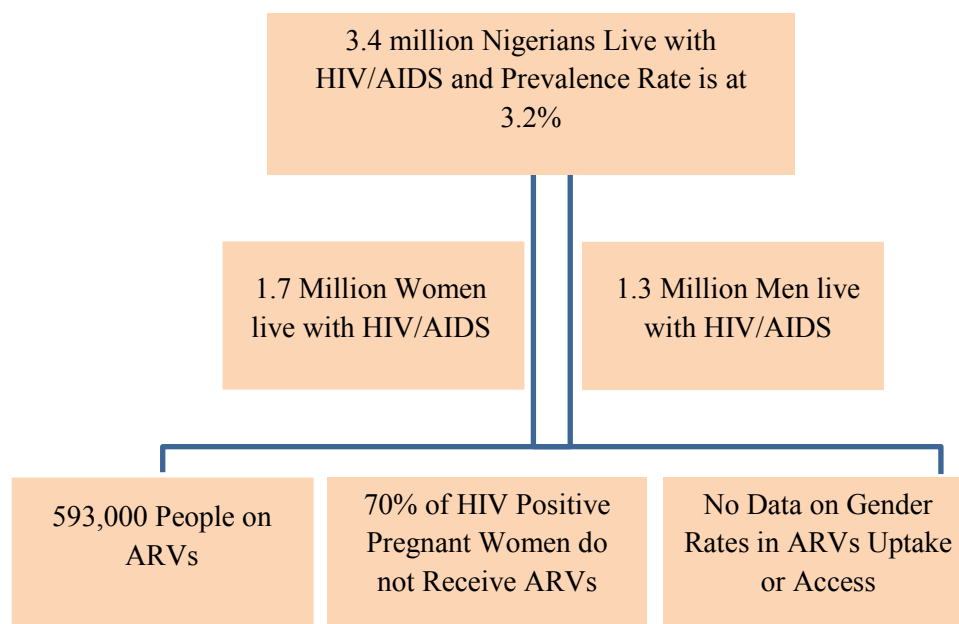 3.4 million Nigerians Live with
HIV/AIDS and Prevalence Rate is at
3.2%
1.7 Million Women
live with HIV/AIDS
1.3 Million Men live
with HIV/AIDS
593,000 People on
ARVs
70% of HIV Positive
Pregnant Women do
not Receive ARVs
No Data on Gender
Rates in ARVs Uptake
or Access